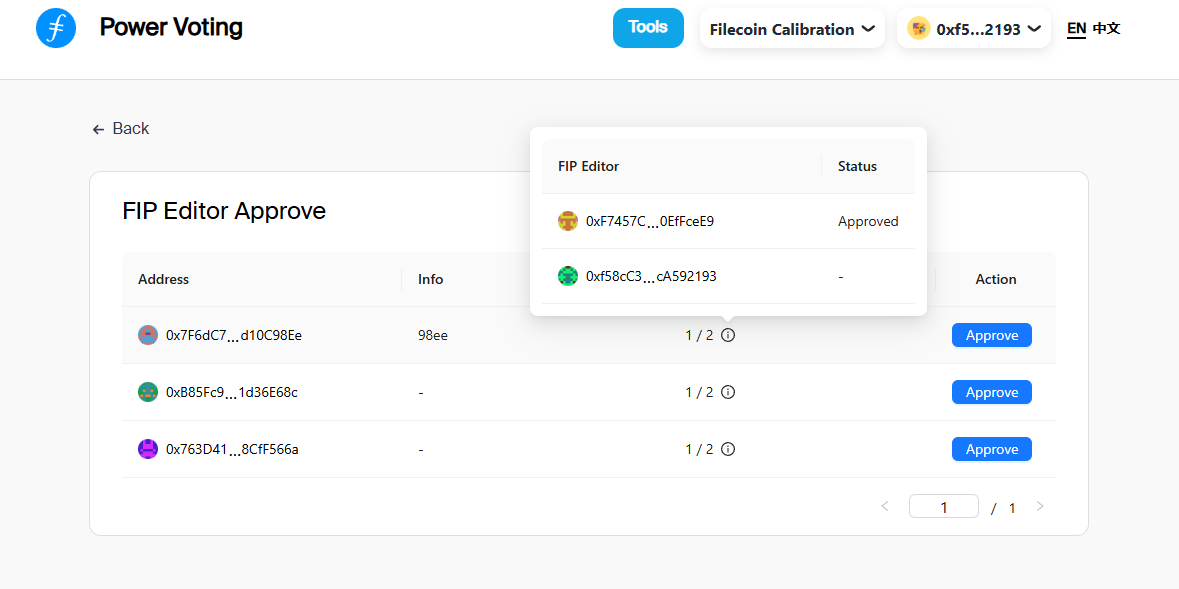 Power Voting
Tools
Filecoin Calibration
0xf5...2193
EN 中文
← Back
FIP Editor Status
0xF7457C...0EfFceE9 Approved
0xf58cC3...cA592193 -
FIP Editor Approve
Address Info Action
0x7F6dC7...d10C98Ee 98ee 1 / 2 Approve
0xB85Fc9...1d36E68c - 1 / 2 Approve
0x763D41...8CfF566a - 1 / 2 Approve
< 1 / 1 >